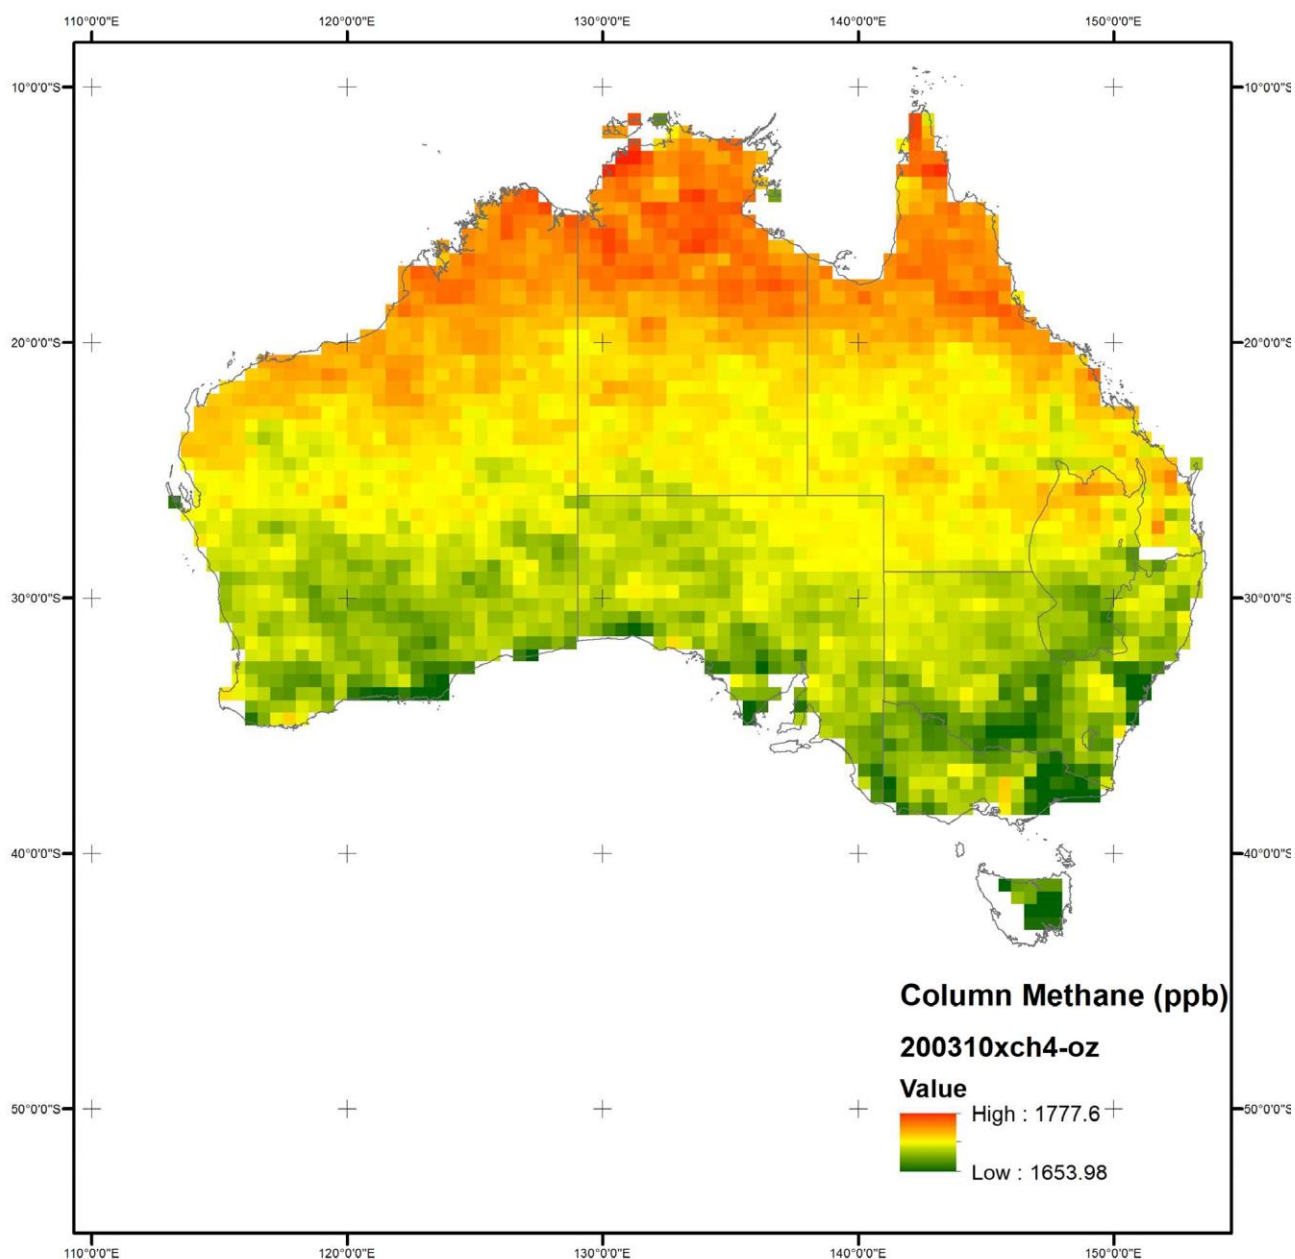 110°0'0"E 120°0'0"E 130°0'0"E 140°0'0"E 150°0'0"E
10°0'0"S 10°0'0"S
20°0'0"S 20°0'0"S
30°0'0"S 30°0'0"S
40°0'0"S 40°0'0"S
Column Methane (ppb)
200310xch4-oz
Value
High : 1777.6
50°0'0"S 50°0'0"S
Low : 1653.98
110°0'0"E 120°0'0"E 130°0'0"E 140°0'0"E 150°0'0"E